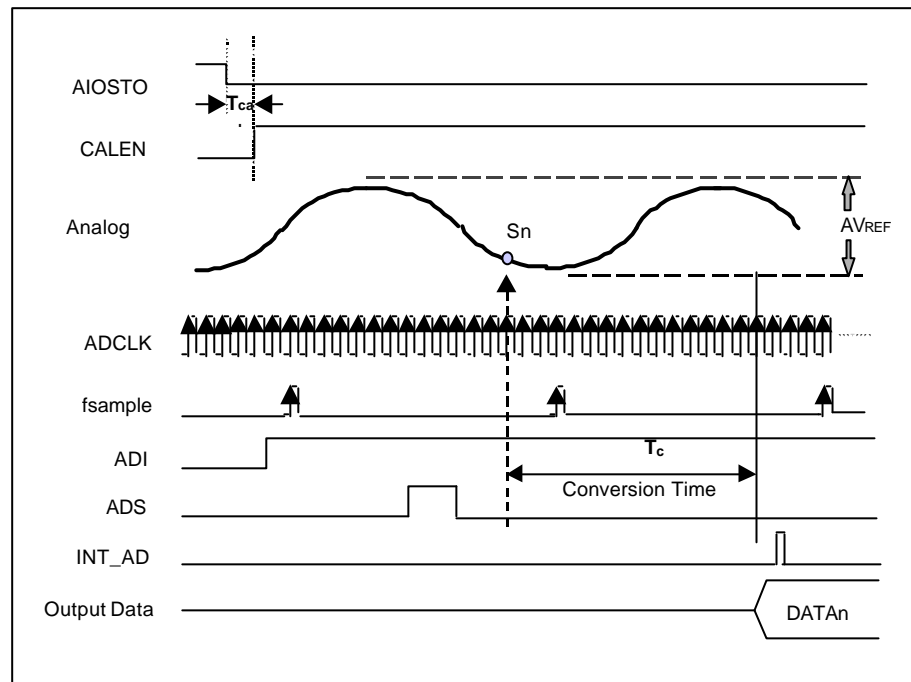 AIOSTO
Tca
CALEN
Analog
Sn
AVREF
ADCLK
fsample
ADI
Tc
Conversion Time
ADS
INT_AD
Output Data
DATAn